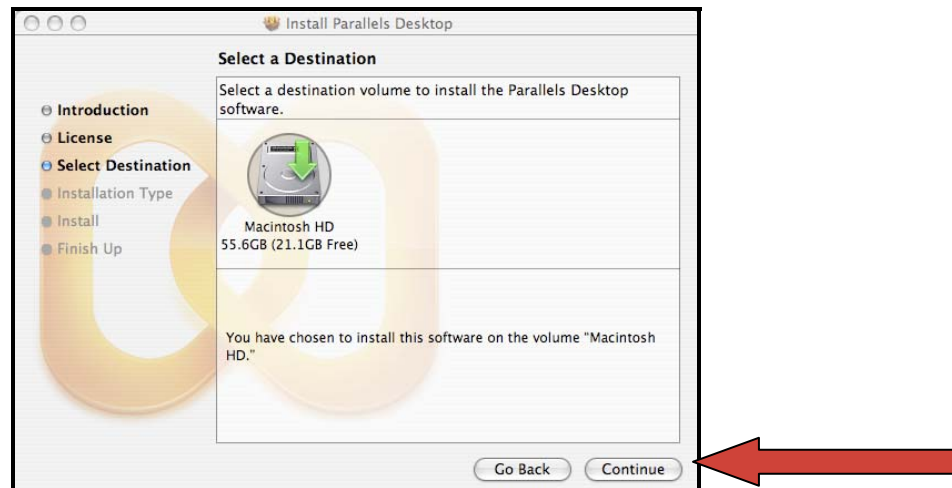 Install Parallels Desktop
Select a Destination
Introduction
License
Select Destination
Installation Type
Install
Finish Up
Select a destination volume to install the Parallels Desktop
software.
Macintosh HD
55.6GB (21.1GB Free)
You have chosen to install this software on the volume "Macintosh
HD."
Go Back
Continue